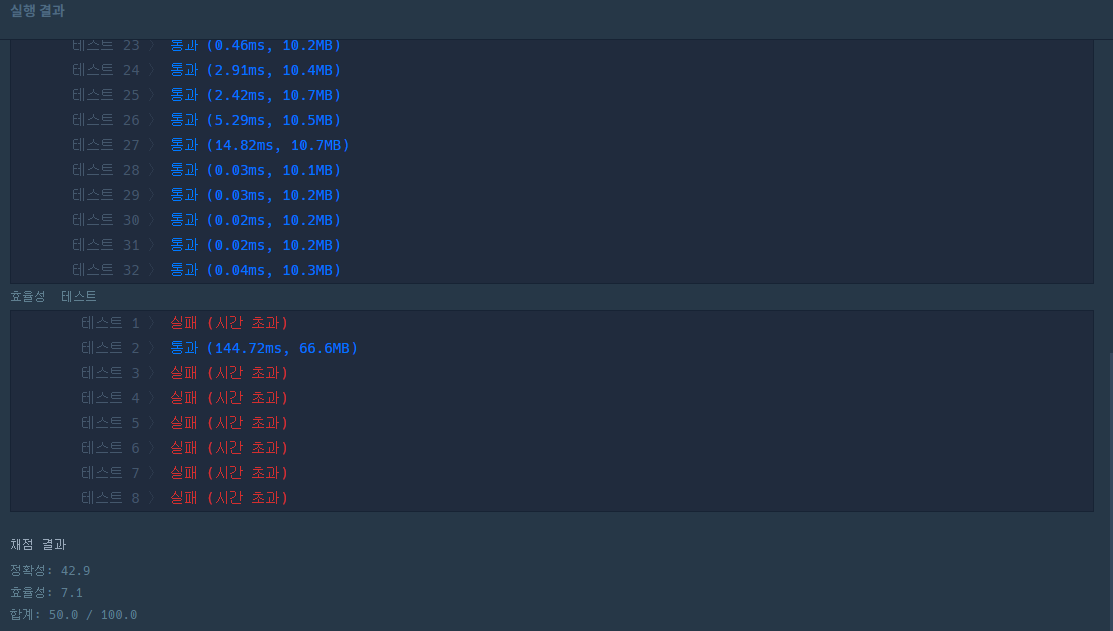 실행 결과
테스트 23 〉 통과 (0.46ms, 10.2MB)
테스트 24 〉 통과 (2.91ms, 10.4MB)
테스트 25 〉 통과 (2.42ms, 10.7MB)
테스트 26 〉 통과 (5.29ms, 10.5MB)
테스트 27 〉 통과 (14.82ms, 10.7MB)
테스트 28 〉 통과 (0.03ms, 10.1MB)
테스트 29 〉 통과 (0.03ms, 10.2MB)
테스트 30 〉 통과 (0.02ms, 10.2MB)
테스트 31 〉 통과 (0.02ms, 10.2MB)
테스트 32 〉 통과 (0.04ms, 10.3MB)
효율성 테스트
테스트 1 〉 실패 (시간 초과)
테스트 2 〉 통과 (144.72ms, 66.6MB)
테스트 3 〉 실패 (시간 초과)
테스트 4 〉 실패 (시간 초과)
테스트 5 〉 실패 (시간 초과)
테스트 6 〉 실패 (시간 초과)
테스트 7 〉 실패 (시간 초과)
테스트 8 〉 실패 (시간 초과)
채점 결과
정확성: 42.9
효율성: 7.1
합계: 50.0 / 100.0